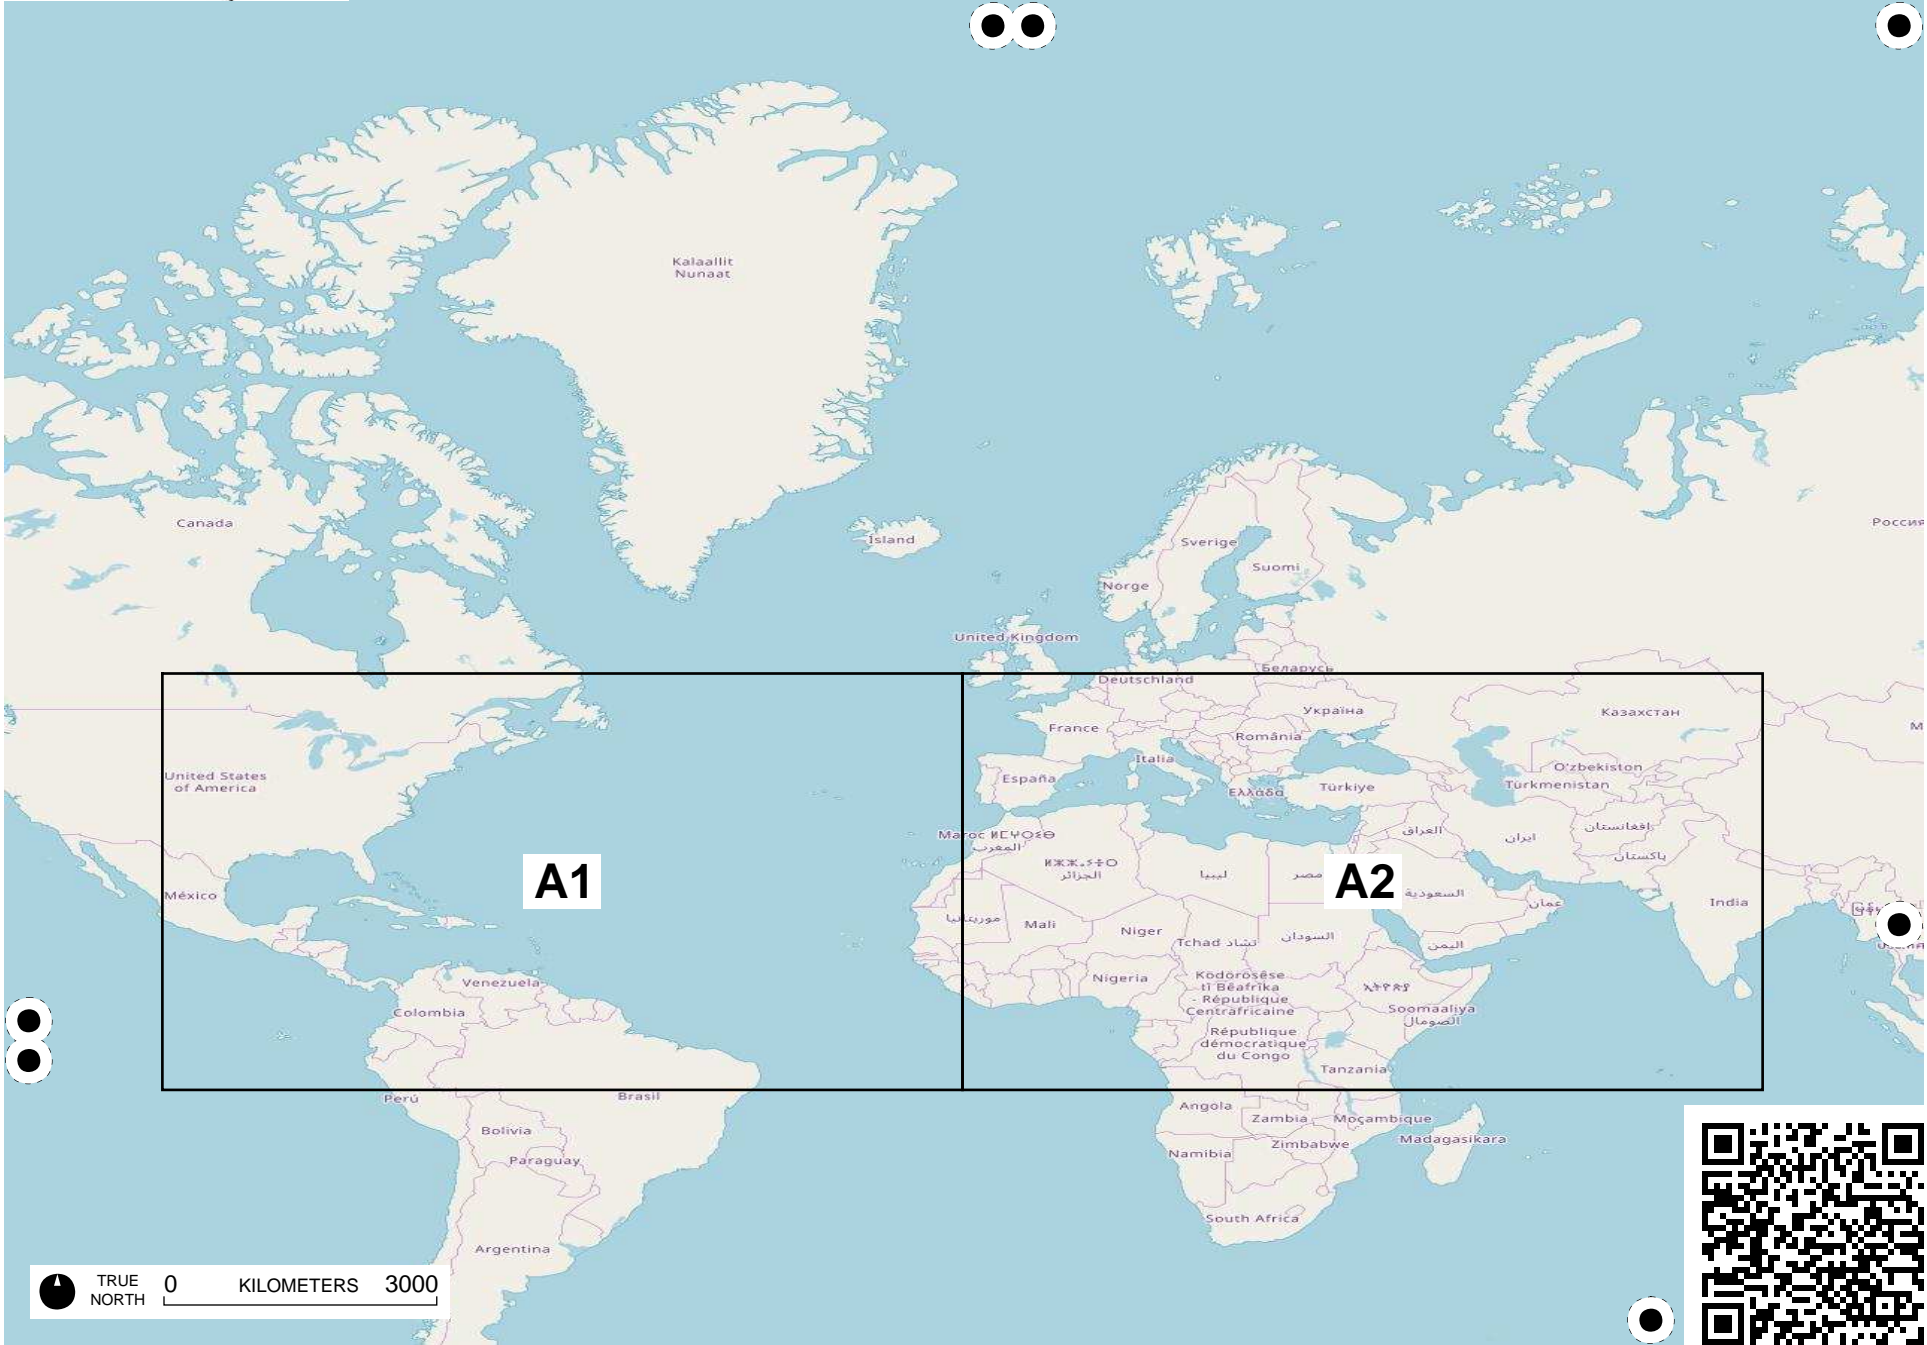 Kalaallit
Nunaat
Canada
Ísland
Россия
Sverige
Suomi
Norge
United Kingdom
Беларусь
Deutschland
Україна
Казахстан
France
România
Italia
United States
of America
España
O'zbekiston
Türkmenistan
Türkiye
Ελλάδα
Maroc ⵍⵎⵖⵔⵉⴱ
المغرب
العراق
ایران
افغانستان
پاکستان
الجزائر
ليبيا
مصر
A1
A2
السعودية
México
India
عمان
موريتانيا
Mali
Niger
Tchad تشاد
السودان
اليمن
Venezuela
Nigeria
Ködörösêse
tî Bêafrîka
- République
Centrafricaine
Colombia
Soomaaliya
الصومال
République
démocratique
du Congo
Tanzania
Perú
Brasil
Angola
Zambia
Moçambique
Bolivia
Zimbabwe
Madagasikara
Paraguay
Namibia
South Africa
Argentina
TRUE
NORTH
0 KILOMETERS 3000